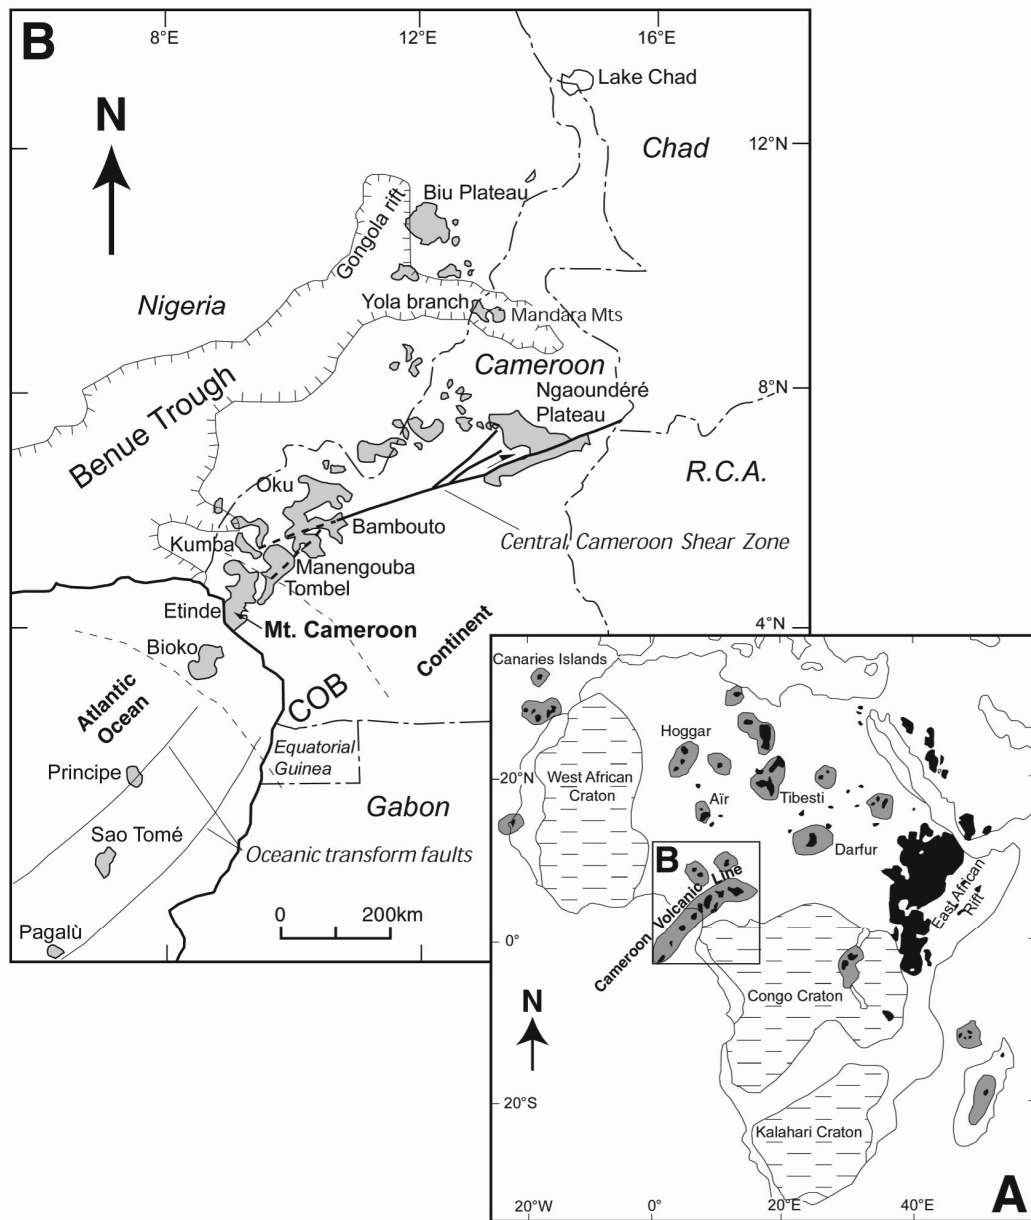 B
8°E
12°E
16°E
N
Lake Chad
Chad
12°N
Biu Plateau
Gongola rift
Nigeria
Yola branch
Mandara Mts
Cameroon
Ngaoundéré
Plateau
8°N
Benue Trough
R.C.A.
Oku
Bambouto
Kumba
Central Cameroon Shear Zone
Manengouba
Tombel
Etinde
Mt. Cameroon
4°N
Bioko
Continent
COB
Atlantic
Ocean
Equatorial
Guinea
Principe
Gabon
Sao Tomé
Oceanic transform faults
0
200km
Pagalù
Canaries Islands
Hoggar
West African
Craton
20°N
Aïr
Tibesti
Darfur
B
Cameroon Volcanic Line
East African
Rift
0°
Congo Craton
N
20°S
Kalahari Craton
A
20°W
0°
20°E
40°E